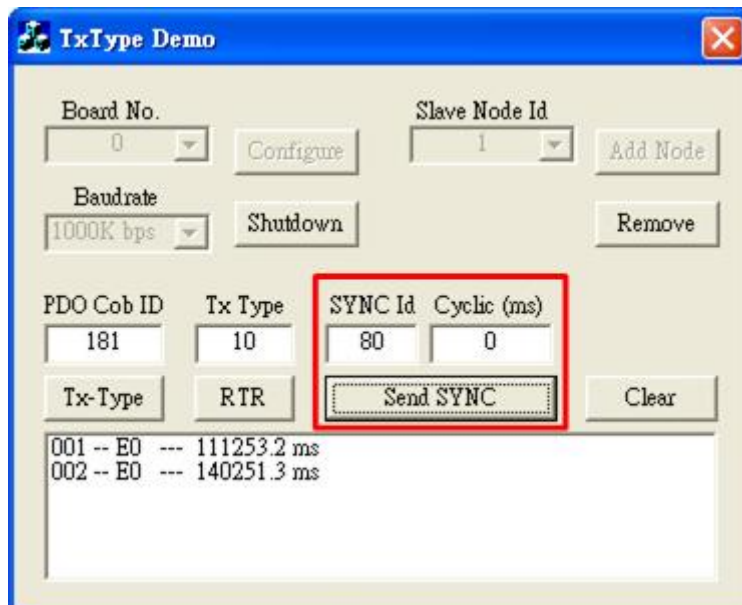 TxType Demo
Board No. Slave Node Id
0 Configure 1 Add Node
Baudrate
1000K bps Shutdown Remove
PDO Cob ID Tx Type SYNC Id Cyclic (ms)
181 10 80 0
Tx-Type RTR Send SYNC Clear
001 -- E0 --- 111253.2 ms
002 -- E0 --- 140251.3 ms